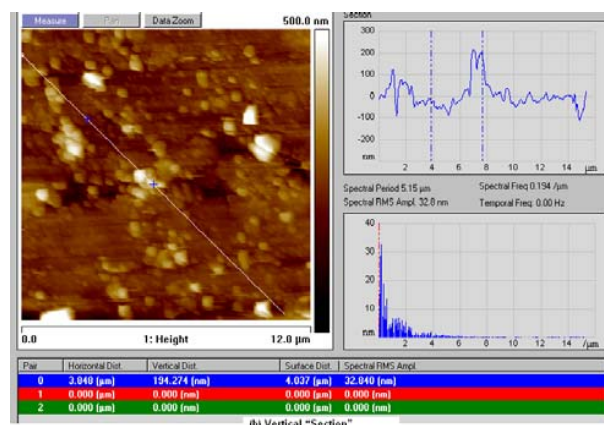 Measure Pan Data Zoom 500.0 nm
Section
300
200
100
0
-100
-200
nm
2 4 6 8 10 12 14 /µm
Spectral Period 5.15 µm Spectral Freq 0.194 /µm
Spectral RMS Ampl. 32.8 nm Temporal Freq: 0.00 Hz
40
30
20
10
nm
2 4 6 8 10 12 14 /µm
0.0 1: Height 12.0 µm
Pair Horizontal Dist. Vertical Dist. Surface Dist. Spectral RMS Ampl.
0 3.848 (µm) 194.274 (nm) 4.037 (µm) 32.840 (nm)
1 0.000 (µm) 0.000 (nm) 0.000 (µm) 0.000 (nm)
2 0.000 (µm) 0.000 (nm) 0.000 (µm) 0.000 (nm)
(b) Vertical "Section"